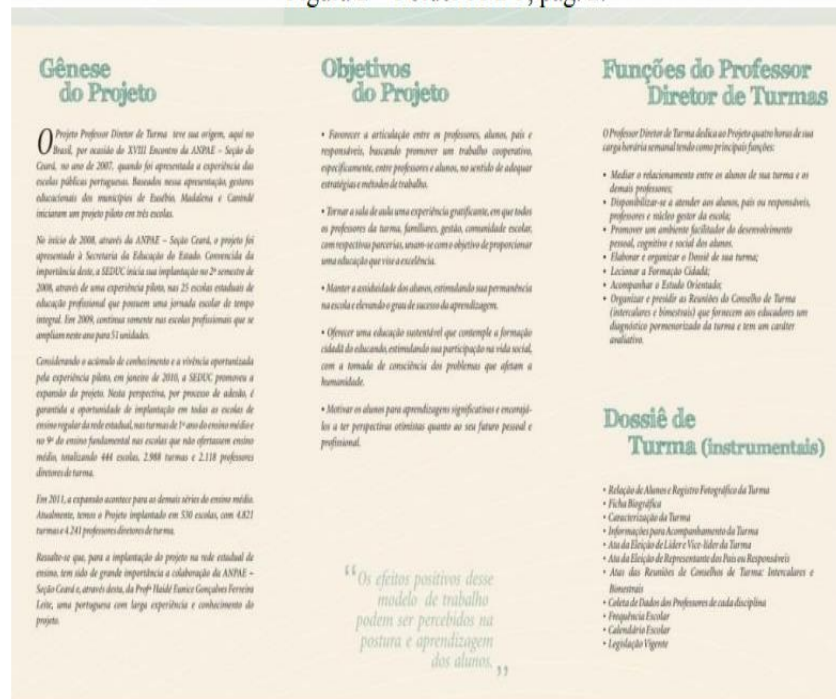 Gênese
do Projeto
O Projeto Professor Diretor de Turma teve sua origem, aqui no
Brasil, por ocasião do XVIII Encontro da ANPAE – Seção do
Ceará, no ano de 2007, quando foi apresentada a experiência das
escolas públicas portuguesas. Baseados nessa apresentação, gestores
educacionais dos municípios de Eusébio, Madalena e Canindé
iniciaram um projeto piloto em três escolas.
No início de 2008, através da ANPAE – Seção Ceará, o projeto foi
apresentado à Secretaria da Educação do Estado. Convencida da
importância deste, a SEDUC inicia sua implantação no 2º semestre de
2008, através de uma experiência piloto, nas 25 escolas estaduais de
educação profissional que possuem uma jornada escolar de tempo
integral. Em 2009, continua somente nas escolas profissionais que se
ampliam neste ano para 51 unidades.
Considerando o acúmulo de conhecimento e a vivência oportunizada
pela experiência piloto, em janeiro de 2010, a SEDUC promoveu a
expansão do projeto. Nesta perspectiva, por processo de adesão, é
garantida a oportunidade de implantação em todas as escolas de
ensino regular da rede estadual, nas turmas de 1º ano do ensino médio e
no 9º do ensino fundamental nas escolas que não ofertassem ensino
médio, totalizando 444 escolas, 2.988 turmas e 2.118 professores
diretores de turma.
Em 2011, a expansão acontece para as demais séries do ensino médio.
Atualmente, temos o Projeto implantado em 530 escolas, com 4.821
turmas e 4.241 professores diretores de turma.
Ressalte-se que, para a implantação do projeto na rede estadual de
ensino, tem sido de grande importância a colaboração da ANPAE –
Seção Ceará e, através desta, da Profª Haidé Eunice Gonçalves Ferreira
Leite, uma portuguesa com larga experiência e conhecimento do
projeto.
Objetivos
do Projeto
• Favorecer a articulação entre os professores, alunos, pais e
responsáveis, buscando promover um trabalho cooperativo,
especificamente, entre professores e alunos, no sentido de adequar
estratégias e métodos de trabalho.
• Tornar a sala de aula uma experiência gratificante, em que todos
os professores da turma, familiares, gestão, comunidade escolar,
com respectivas parcerias, unam-se com o objetivo de proporcionar
uma educação que vise a excelência.
• Manter a assiduidade dos alunos, estimulando sua permanência
na escola e elevando o grau de sucesso da aprendizagem.
• Oferecer uma educação sustentável que contemple a formação
cidadã do educando, estimulando sua participação na vida social,
com a tomada de consciência dos problemas que afetam a
humanidade.
• Motivar os alunos para aprendizagens significativas e encorajá-
los a ter perspectivas otimistas quanto ao seu futuro pessoal e
profissional.
“Os efeitos positivos desse
modelo de trabalho
podem ser percebidos na
postura e aprendizagem
dos alunos.”
Funções do Professor
Diretor de Turmas
O Professor Diretor de Turma dedica ao Projeto quatro horas de sua
carga horária semanal tendo como principais funções:
• Mediar o relacionamento entre os alunos de sua turma e os
demais professores;
• Disponibilizar-se a atender aos alunos, pais ou responsáveis,
professores e núcleo gestor da escola;
• Promover um ambiente facilitador do desenvolvimento
pessoal, cognitivo e social dos alunos.
• Elaborar e organizar o Dossiê de sua turma;
• Lecionar a Formação Cidadã;
• Acompanhar o Estudo Orientado;
• Organizar e presidir as Reuniões do Conselho de Turma
(intercalares e bimestrais) que fornecem aos educadores um
diagnóstico pormenorizado da turma e tem um caráter
avaliativo.
Dossiê de
Turma (instrumentais)
• Relação de Alunos e Registro Fotográfico da Turma
• Ficha Biográfica
• Caracterização da Turma
• Informações para Acompanhamento da Turma
• Ata da Eleição de Líder e Vice-líder da Turma
• Ata da Eleição de Representante dos Pais ou Responsáveis
• Atas das Reuniões de Conselhos de Turma: Intercalares e
Bimestrais
• Coleta de Dados dos Professores de cada disciplina
• Frequência Escolar
• Calendário Escolar
• Legislação Vigente